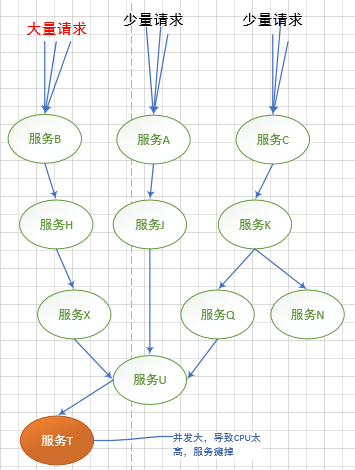 大量请求
少量请求
少量请求
服务B
服务A
服务C
服务H
服务J
服务K
服务X
服务Q
服务N
服务U
服务T
并发大，导致CPU太
高，服务瘫掉